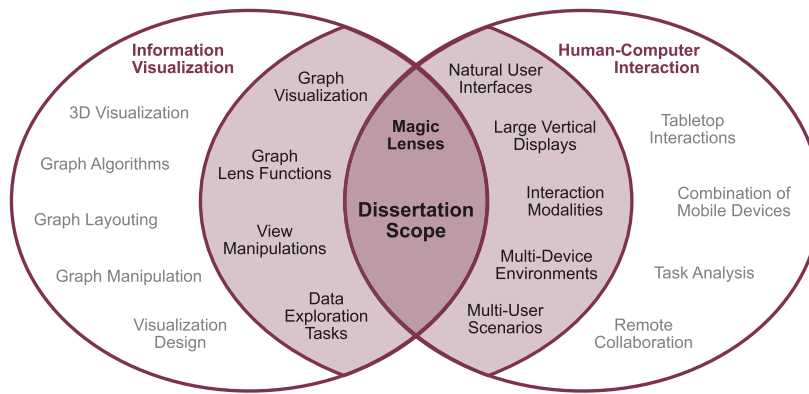 Information
Visualization
3D Visualization
Graph Algorithms
Graph Layouting
Graph Manipulation
Visualization
Design
Graph
Visualization
Graph
Lens Functions
View
Manipulations
Data
Exploration
Tasks
Magic
Lenses
Dissertation
Scope
Natural User
Interfaces
Large Vertical
Displays
Interaction
Modalities
Multi-Device
Environments
Multi-User
Scenarios
Human-Computer
Interaction
Tabletop
Interactions
Combination of
Mobile Devices
Task Analysis
Remote
Collaboration